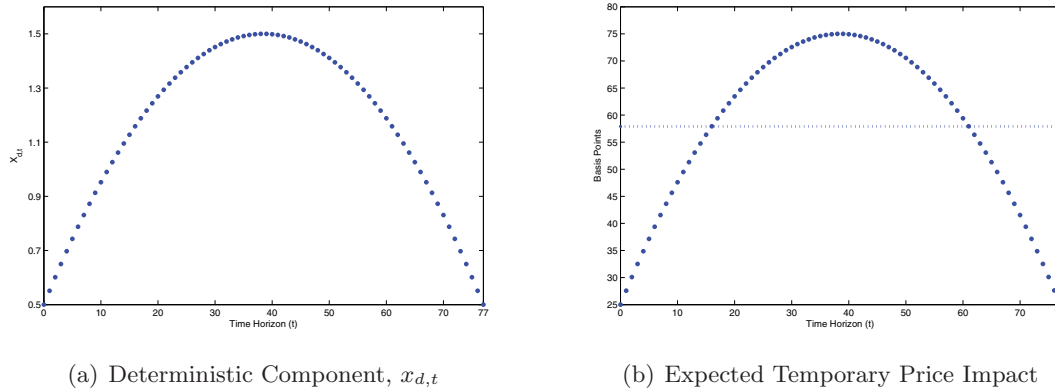 1.5
1.3
1.1
0.9
0.7
0.5
0 10 20 30 40 50 60 70 77
X_{d,t}
Time Horizon (t)
80
75
70
65
60
55
50
45
40
35
30
25
0 10 20 30 40 50 60 70
Basis Points
Time Horizon (t)
(a) Deterministic Component, x_{d,t}
(b) Expected Temporary Price Impact